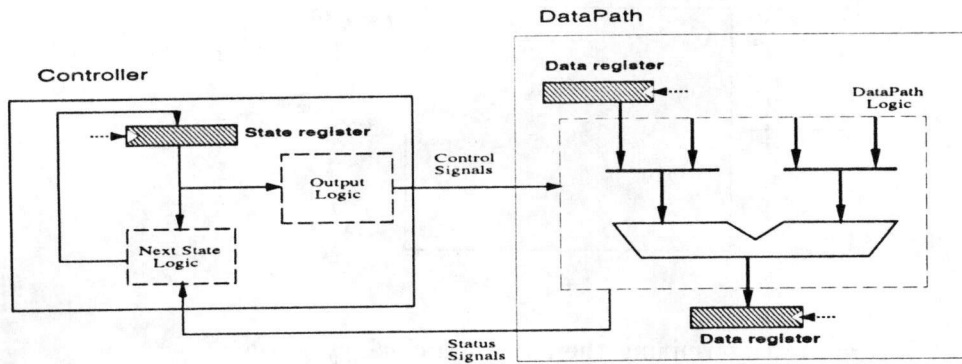 DataPath
Controller
Data register
State register
DataPath
Logic
Control
Signals
Output
Logic
Next State
Logic
Status
Signals
Data register